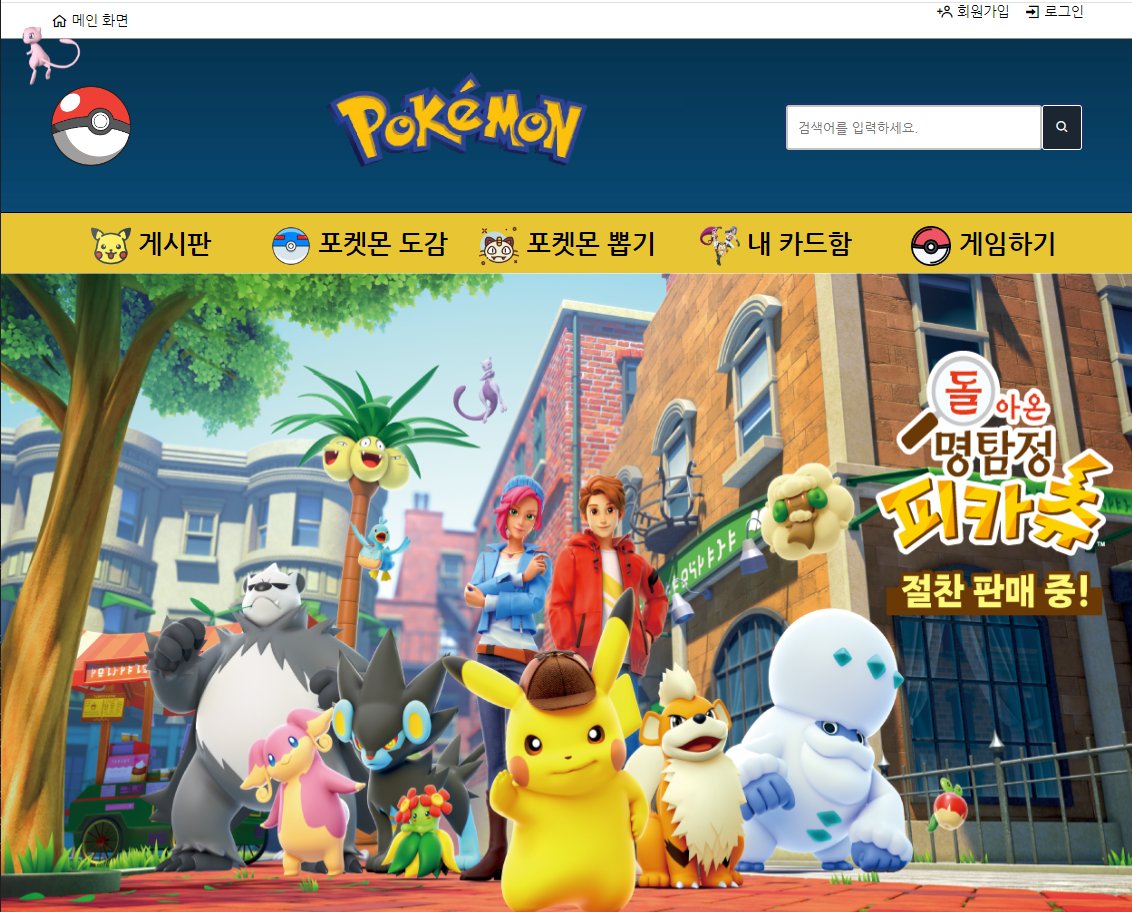 메인 화면
회원가입 로그인
POKéMON
검색어를 입력하세요.
게시판 포켓몬 도감 포켓몬 뽑기 내 카드함 게임하기
돌아온
명탐정
피카츄™
절찬 판매 중!